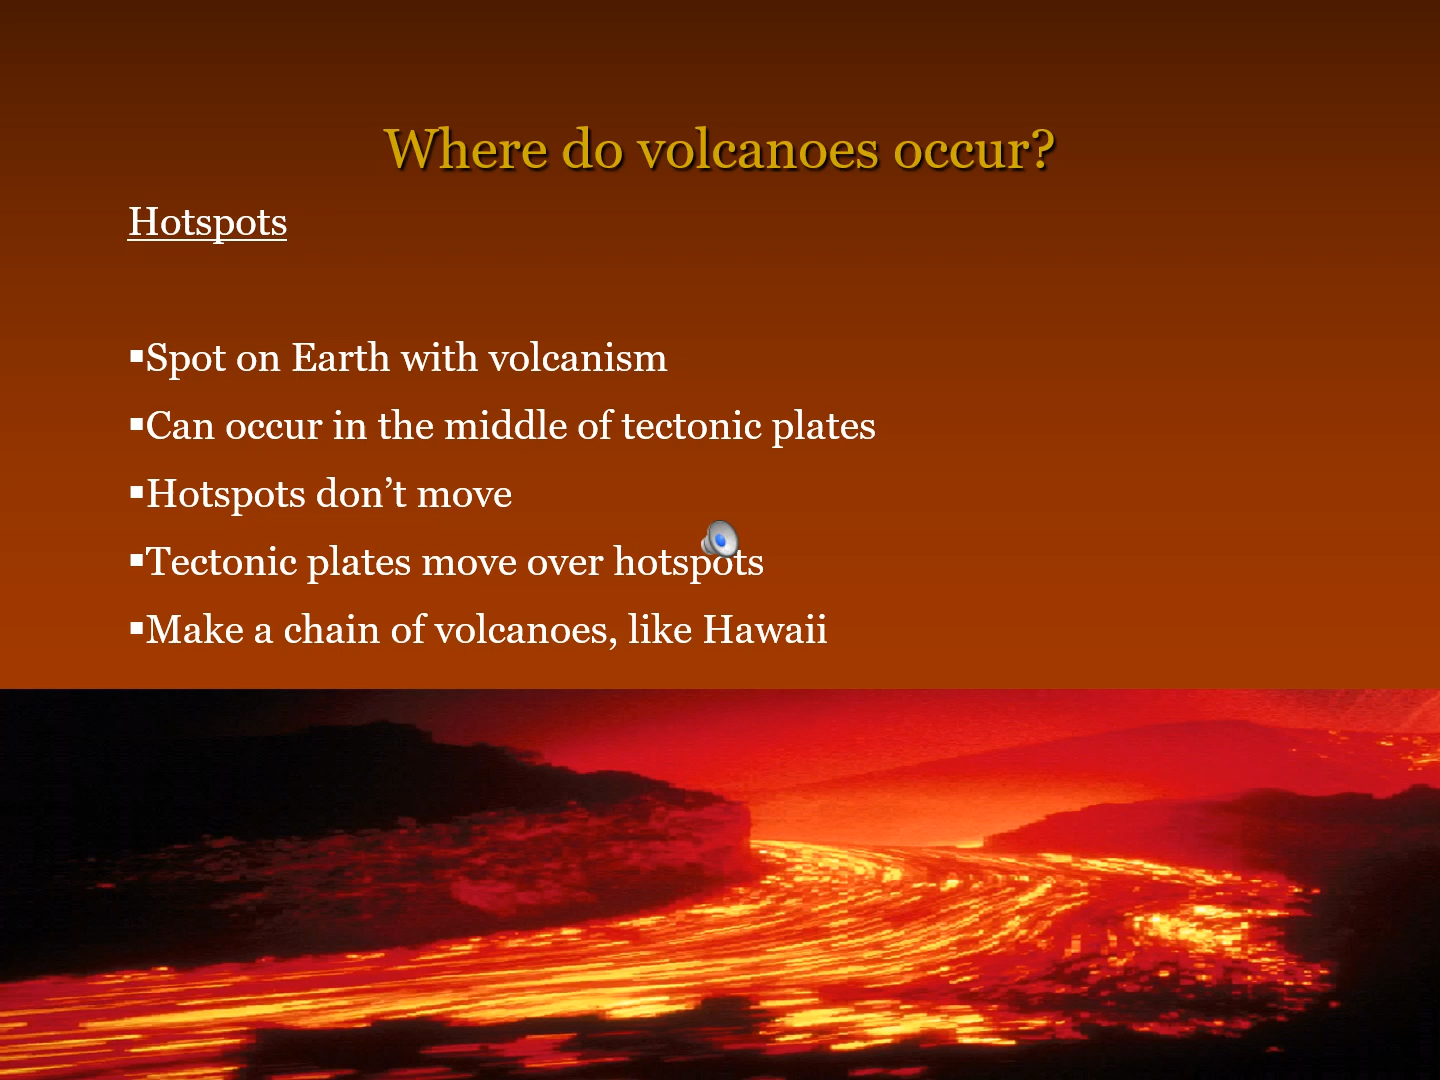 Where do volcanoes occur?
Hotspots
▪Spot on Earth with volcanism
▪Can occur in the middle of tectonic plates
▪Hotspots don’t move
▪Tectonic plates move over hotspots
▪Make a chain of volcanoes, like Hawaii